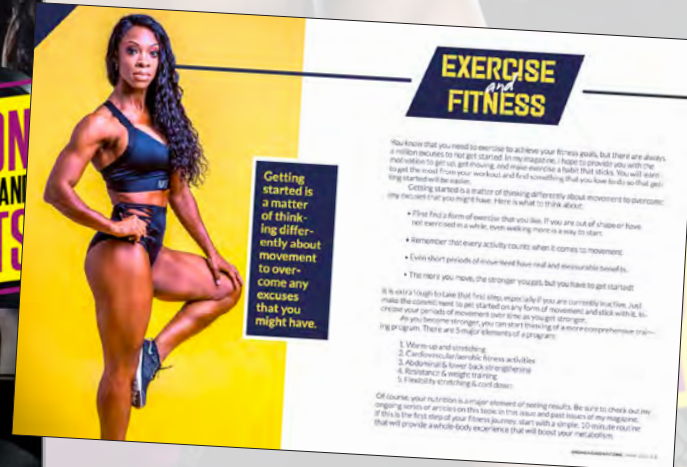 ON
AND
TS
Getting
started is
a matter
of think-
ing differ-
ently about
movement
to over-
come any
excuses
that you
might have.
EXERCISE
and
FITNESS
You know that you need to exercise to achieve your fitness goals, but there are always
a million excuses to not get started. In my magazine, I hope to provide you with the
motivation to get up, get moving, and make exercise a habit that sticks. You will learn
to get the most from your workout and find something that you love to do so that get-
ting started will be easier.
Getting started is a matter of thinking differently about movement to overcome
any excuses that you might have. Here is what to think about:
• First find a form of exercise that you like. If you are out of shape or have
not exercised in a while, even walking more is a way to start.
• Remember that every activity counts when it comes to movement.
• Even short periods of movement have real and measurable benefits.
• The more you move, the stronger you get, but you have to get started!
It is extra tough to take that first step, especially if you are currently inactive. Just
make the commitment to get started on any form of movement and stick with it. In-
crease your periods of movement over time as you get stronger.
As you become stronger, you can start thinking of a more comprehensive train-
ing program. There are 5 major elements of a program:
1. Warm-up and stretching
2. Cardiovascular/aerobic fitness activities
3. Abdominal & lower back strengthening
4. Resistance & weight training
5. Flexibility stretching & cool down
Of course, your nutrition is a major element of seeing results. Be sure to check out my
ongoing series of articles on this topic in this issue and past issues of my magazine.
If this is the first step of your fitness journey, start with a simple, 10-minute routine
that will provide a whole-body experience that will boost your metabolism